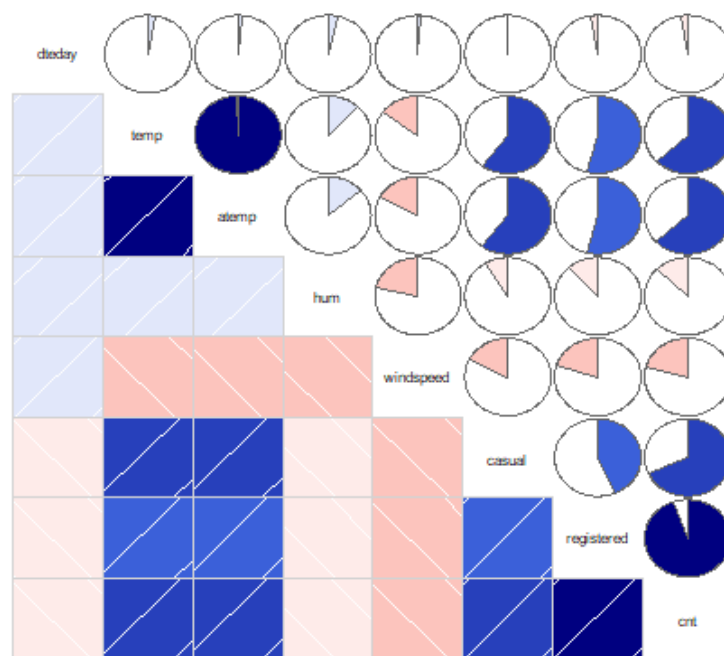 dteday
temp
atemp
hum
windspeed
casual
registered
cnt